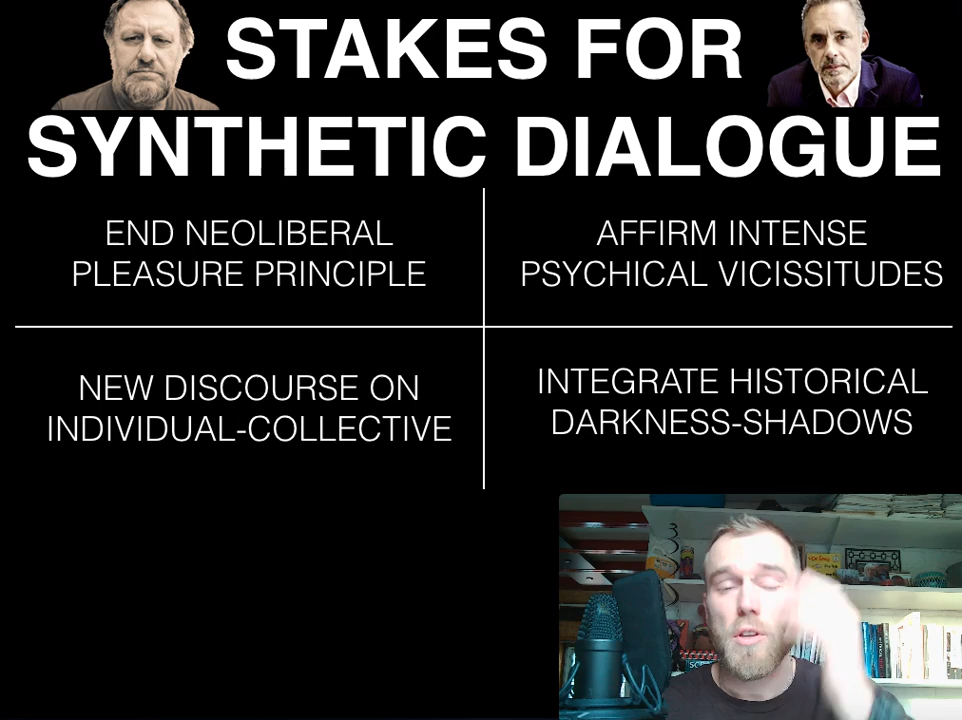 STAKES FOR
SYNTHETIC DIALOGUE
END NEOLIBERAL
PLEASURE PRINCIPLE
AFFIRM INTENSE
PSYCHICAL VICISSITUDES
NEW DISCOURSE ON
INDIVIDUAL-COLLECTIVE
INTEGRATE HISTORICAL
DARKNESS-SHADOWS